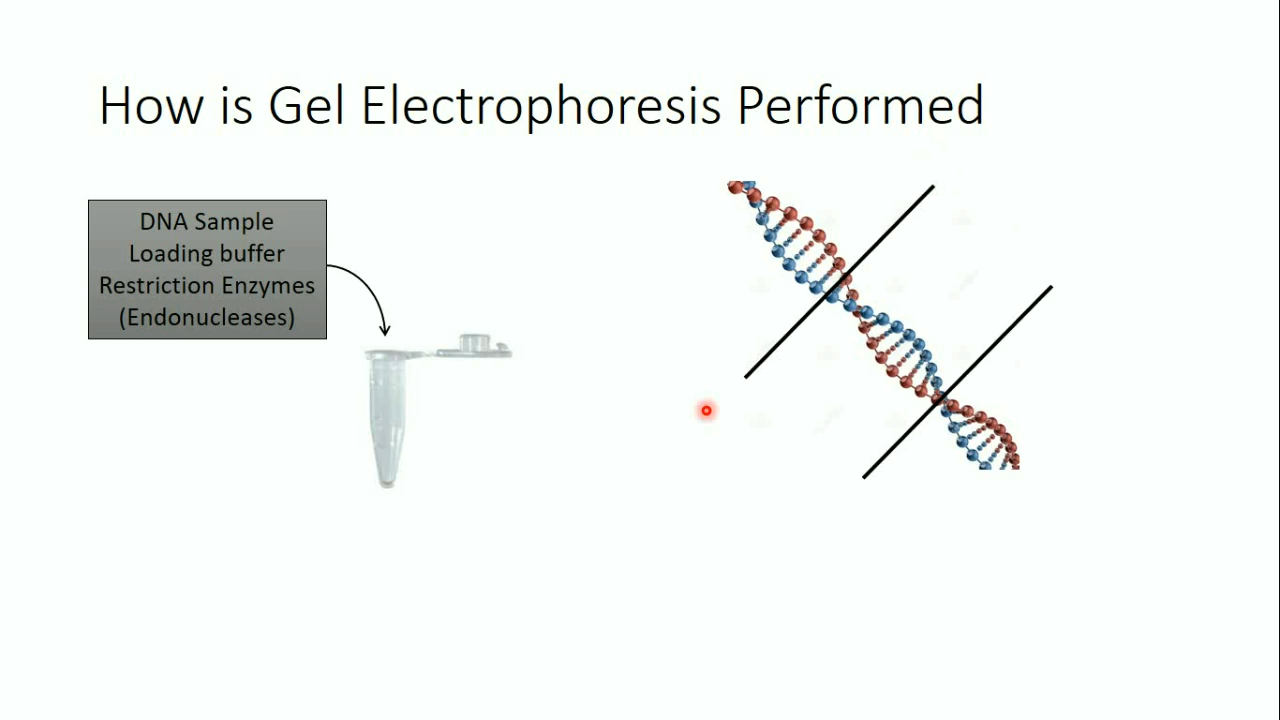 How is Gel Electrophoresis Performed
DNA Sample
Loading buffer
Restriction Enzymes
(Endonucleases)